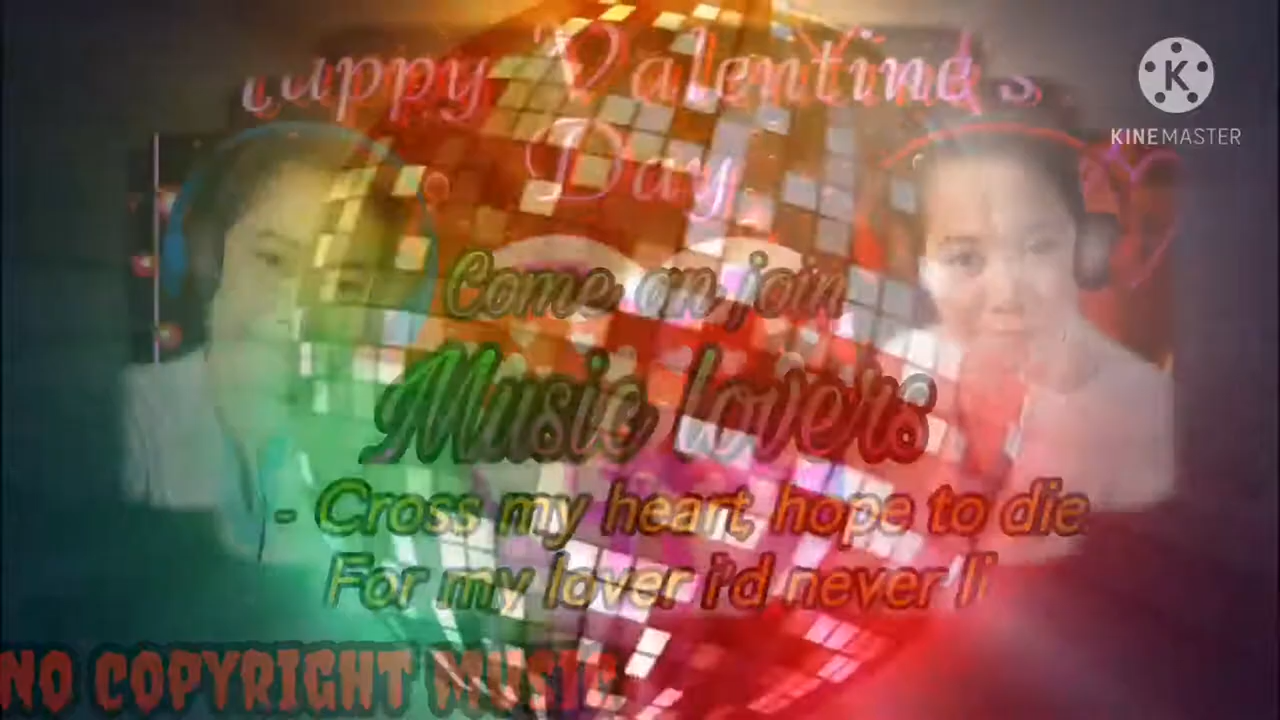 Happy Valentine's
Day
KINEMASTER
Come on join
Music lovers
- Cross my heart, hope to die
For my lover i'd never li
NO COPYRIGHT MUSIC